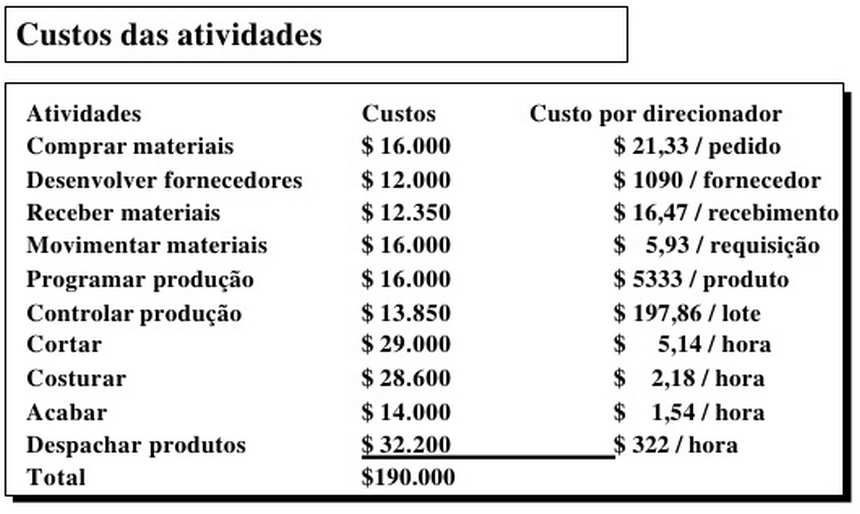 Custos das atividades
Atividades Custos Custo por direcionador
Comprar materiais $ 16.000 $ 21,33 / pedido
Desenvolver fornecedores $ 12.000 $ 1090 / fornecedor
Receber materiais $ 12.350 $ 16,47 / recebimento
Movimentar materiais $ 16.000 $ 5,93 / requisição
Programar produção $ 16.000 $ 5333 / produto
Controlar produção $ 13.850 $ 197,86 / lote
Cortar $ 29.000 $ 5,14 / hora
Costurar $ 28.600 $ 2,18 / hora
Acabar $ 14.000 $ 1,54 / hora
Despachar produtos $ 32.200 $ 322 / hora
Total $190.000